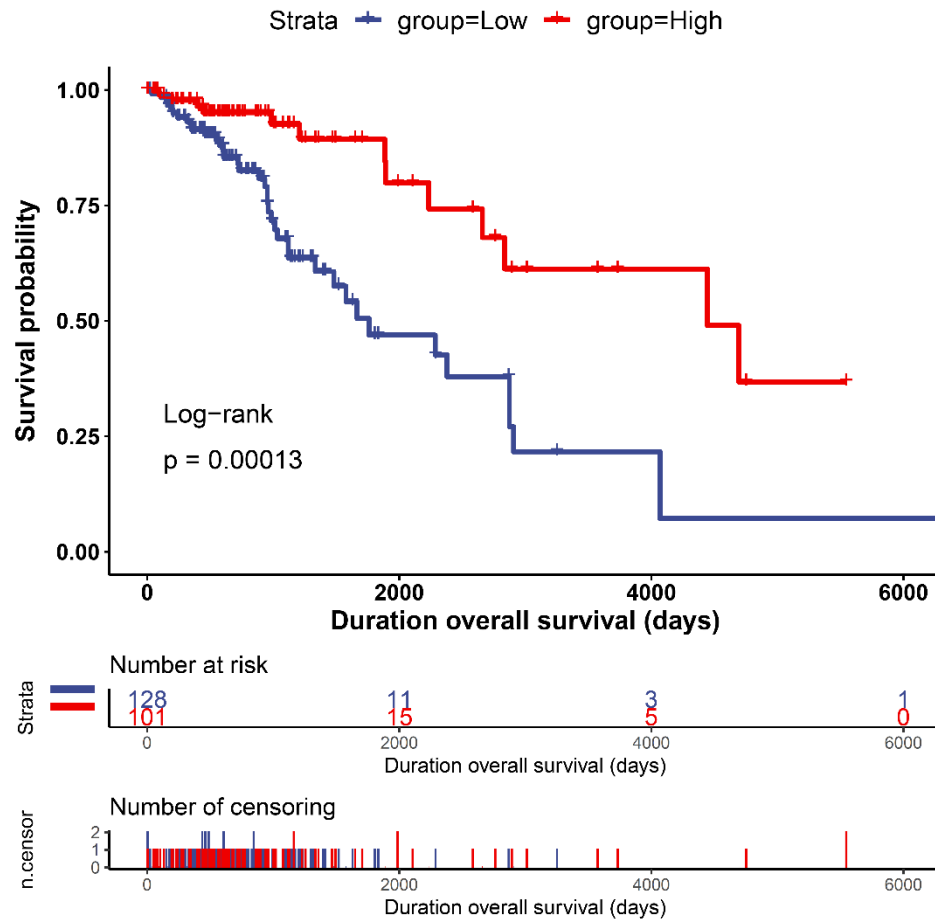 Strata group=Low group=High
Survival probability
1.00
0.75
0.50
0.25
0.00
Log−rank
p = 0.00013
0 2000 4000 6000
Duration overall survival (days)
Number at risk
Strata
128 11 3 1
101 15 5 0
0 2000 4000 6000
Duration overall survival (days)
Number of censoring
n.censor
2
1
0
0 2000 4000 6000
Duration overall survival (days)